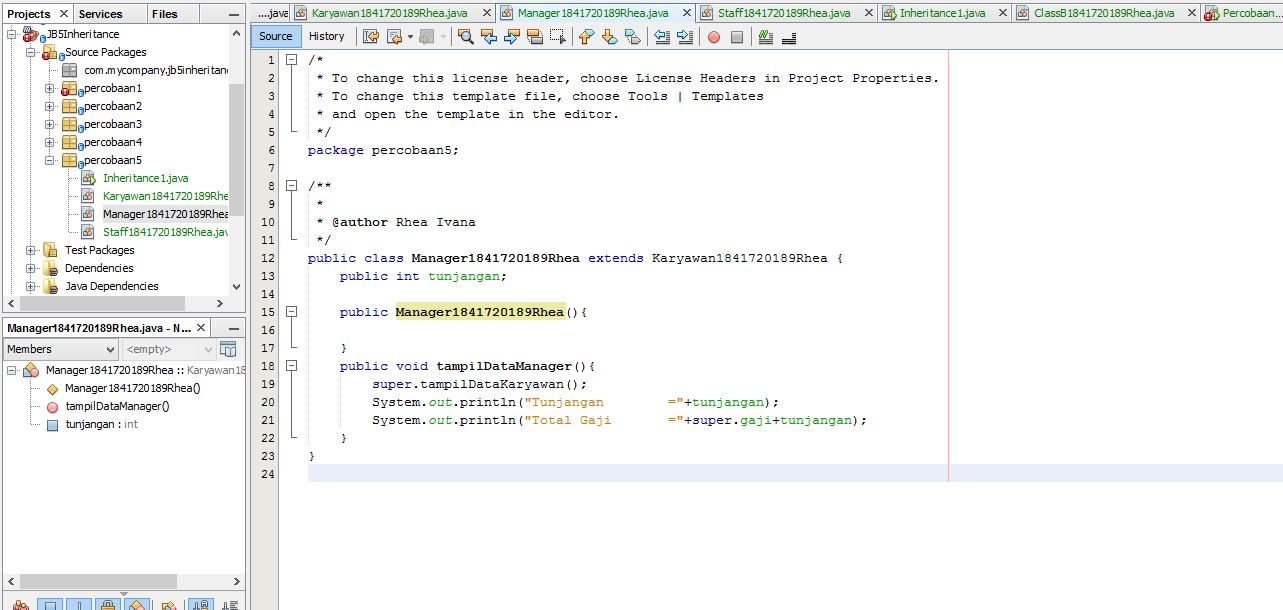 Projects
Services
Files
JB5Inheritance
Source Packages
com.mycompany.jb5inheritan
percobaan1
percobaan2
percobaan3
percobaan4
percobaan5
Inheritance1.java
Karyawan1841720189Rhe
Manager1841720189Rhea
Staff1841720189Rhea.jav
Test Packages
Dependencies
Java Dependencies
Manager1841720189Rhea.java - N...
Members
<empty>
Manager1841720189Rhea :: Karyawan18
Manager1841720189Rhea()
tampilDataManager()
tunjangan : int
....java Karyawan1841720189Rhea.java Manager1841720189Rhea.java Staff1841720189Rhea.java Inheritance1.java ClassB1841720189Rhea.java Percobaan...
Source History
1 /*
2 * To change this license header, choose License Headers in Project Properties.
3 * To change this template file, choose Tools | Templates
4 * and open the template in the editor.
5 */
6 package percobaan5;
7
8 /**
9 *
10 * @author Rhea Ivana
11 */
12 public class Manager1841720189Rhea extends Karyawan1841720189Rhea {
13 public int tunjangan;
14
15 public Manager1841720189Rhea(){
16
17 }
18 public void tampilDataManager(){
19 super.tampilDataKaryawan();
20 System.out.println("Tunjangan        ="+tunjangan);
21 System.out.println("Total Gaji       ="+super.gaji+tunjangan);
22 }
23 }
24